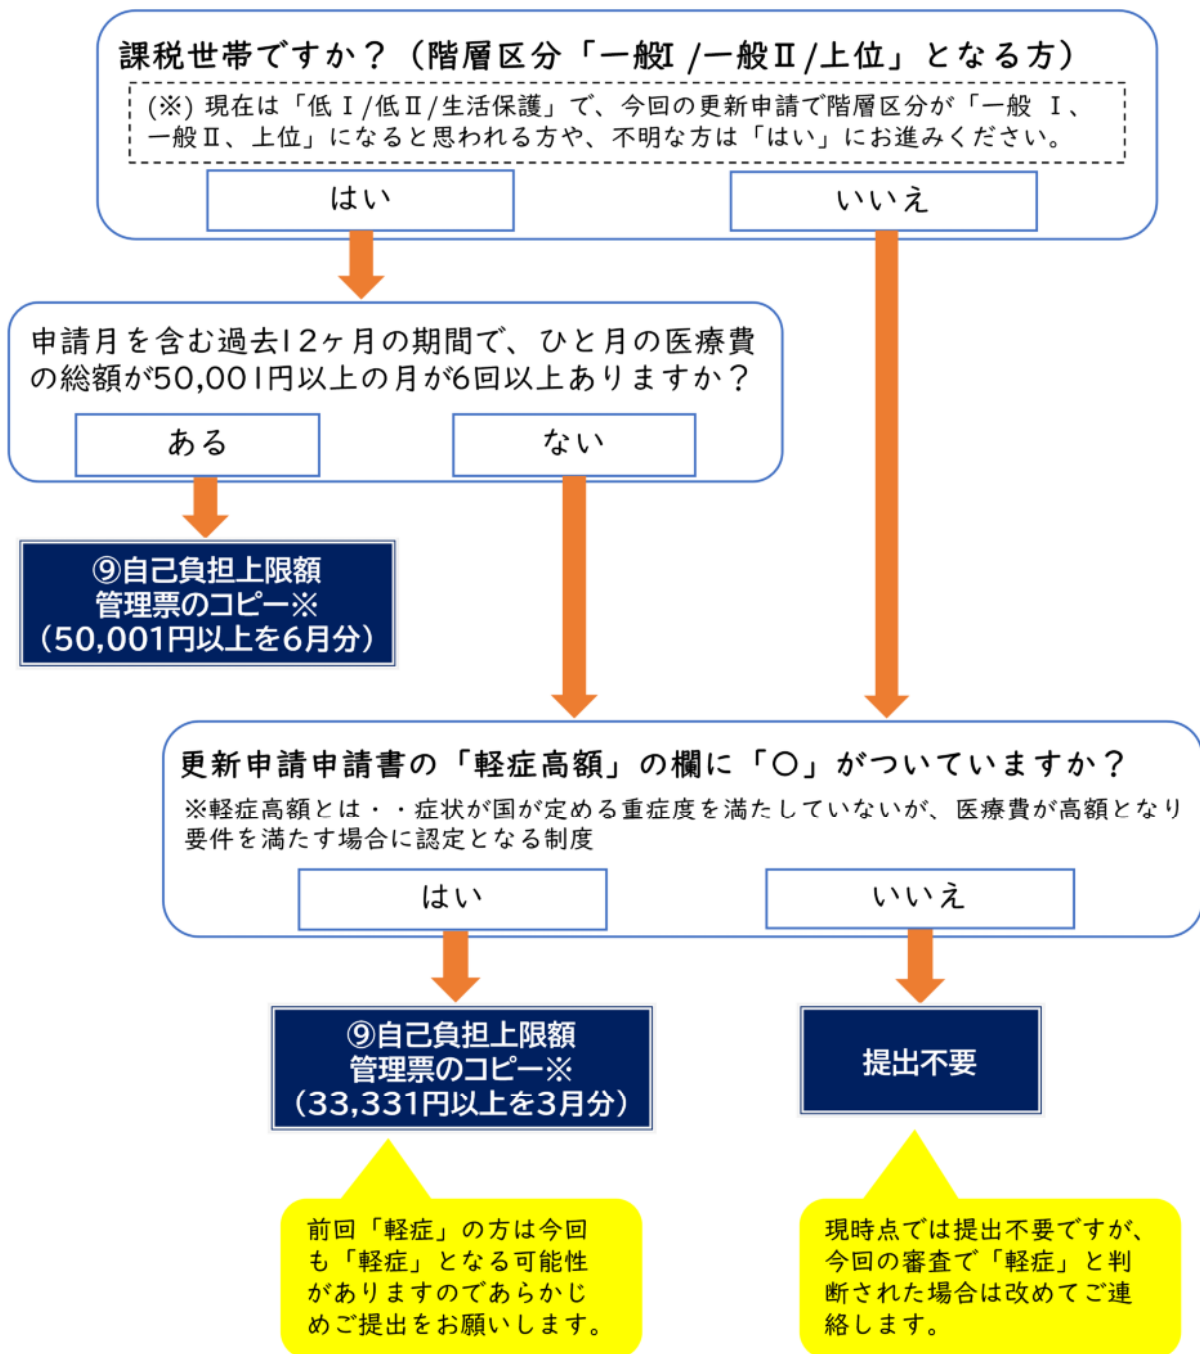 課税世帯ですか？（階層区分「一般Ⅰ/一般Ⅱ/上位」となる方）
(※) 現在は「低Ⅰ/低Ⅱ/生活保護」で、今回の更新申請で階層区分が「一般 Ⅰ、
一般Ⅱ、上位」になると思われる方や、不明な方は「はい」にお進みください。
はい
いいえ
申請月を含む過去12ヶ月の期間で、ひと月の医療費
の総額が50,001円以上の月が6回以上ありますか？
ある
ない
⑨自己負担上限額
管理票のコピー※
（50,001円以上を6月分）
更新申請申請書の「軽症高額」の欄に「○」がついていますか？
※軽症高額とは・・症状が国が定める重症度を満たしていないが、医療費が高額となり
要件を満たす場合に認定となる制度
はい
いいえ
⑨自己負担上限額
管理票のコピー※
（33,331円以上を3月分）
提出不要
前回「軽症」の方は今回
も「軽症」となる可能性
がありますのであらかじ
めご提出をお願いします。
現時点では提出不要ですが、
今回の審査で「軽症」と判
断された場合は改めてご連
絡します。